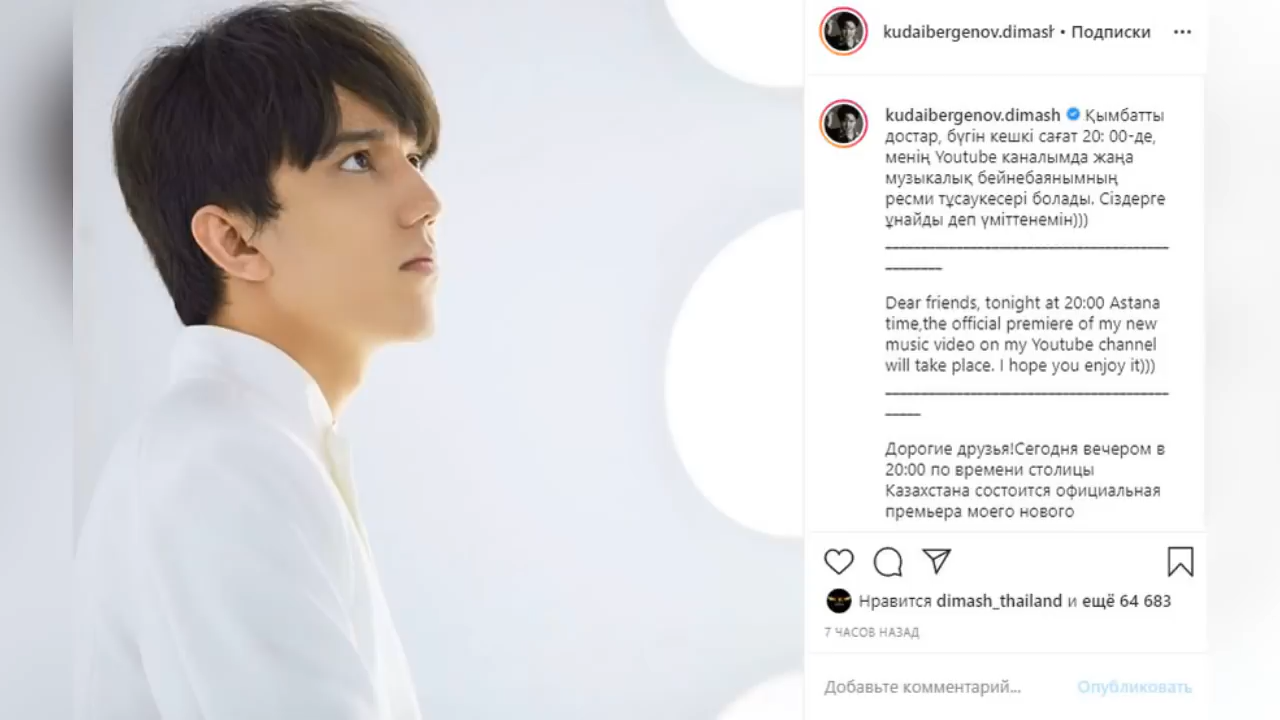 kudaibergenov.dimash • Подписки
kudaibergenov.dimash Қымбатты
достар, бүгін кешкі сағат 20: 00-де,
менің Youtube каналымда жаңа
музыкалық бейнебаянымның
ресми тұсаукесері болады. Сіздерге
ұнайды деп үміттенемін)))
Dear friends, tonight at 20:00 Astana
time,the official premiere of my new
music video on my Youtube channel
will take place. I hope you enjoy it)))
Дорогие друзья!Сегодня вечером в
20:00 по времени столицы
Казахстана состоится официальная
премьера моего нового
Нравится dimash_thailand и ещё 64 683
7 ЧАСОВ НАЗАД
Добавьте комментарий...
Опубликовать